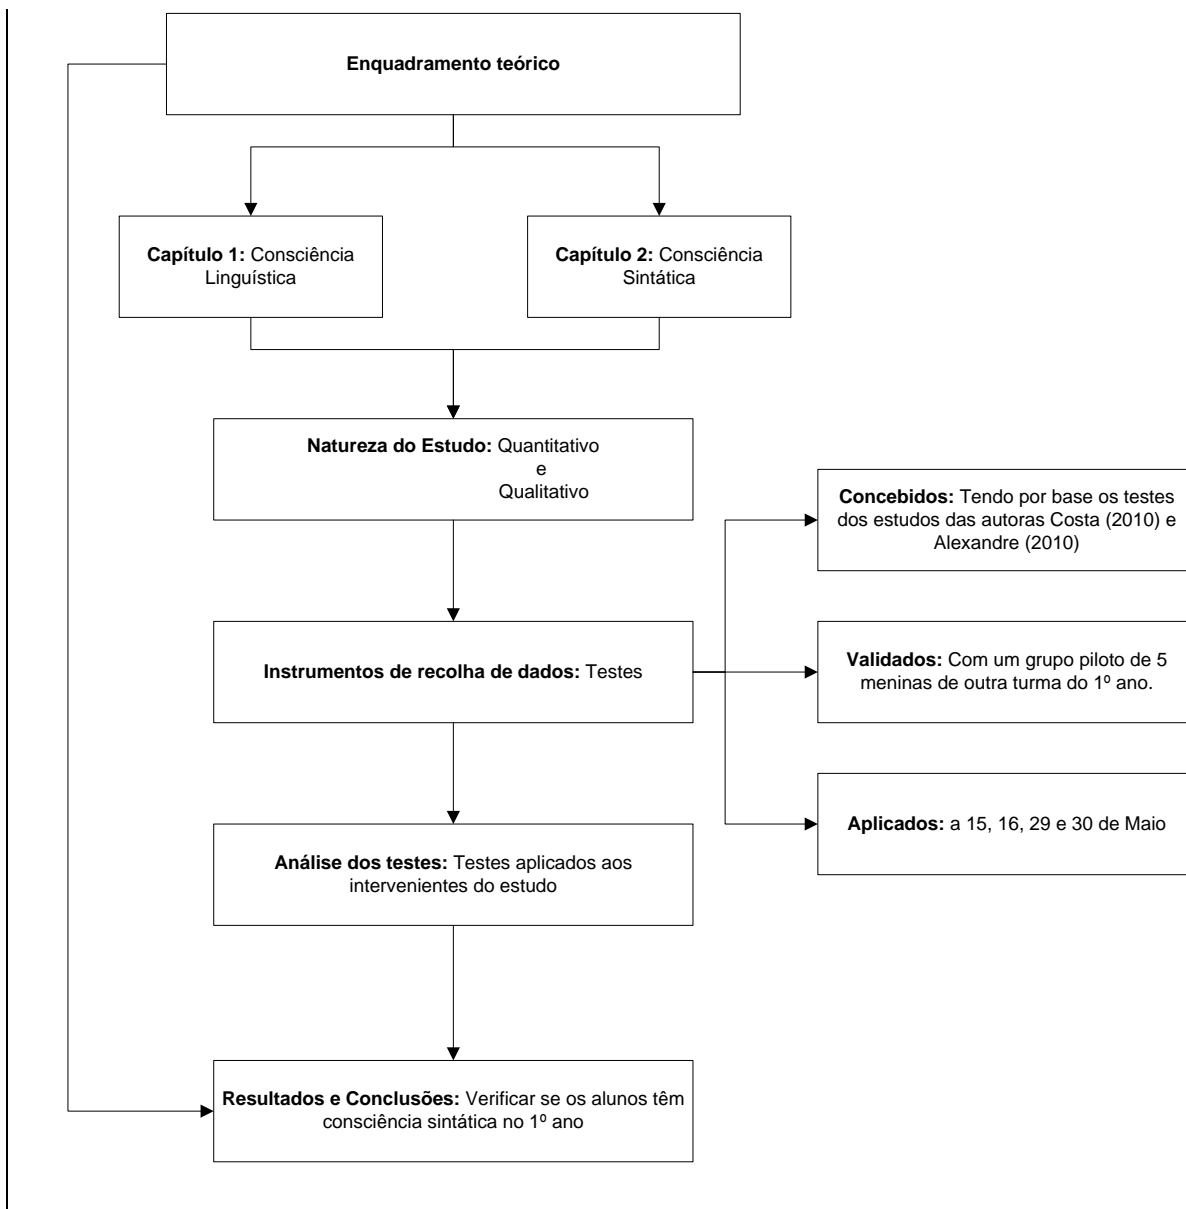 Enquadramento teórico
Capítulo 1: Consciência
Linguística
Capítulo 2: Consciência
Sintática
Natureza do Estudo: Quantitativo
e
Qualitativo
Instrumentos de recolha de dados: Testes
Concebidos: Tendo por base os testes
dos estudos das autoras Costa (2010) e
Alexandre (2010)
Validados: Com um grupo piloto de 5
meninas de outra turma do 1º ano.
Aplicados: a 15, 16, 29 e 30 de Maio
Análise dos testes: Testes aplicados aos
intervenientes do estudo
Resultados e Conclusões: Verificar se os alunos têm
consciência sintática no 1º ano